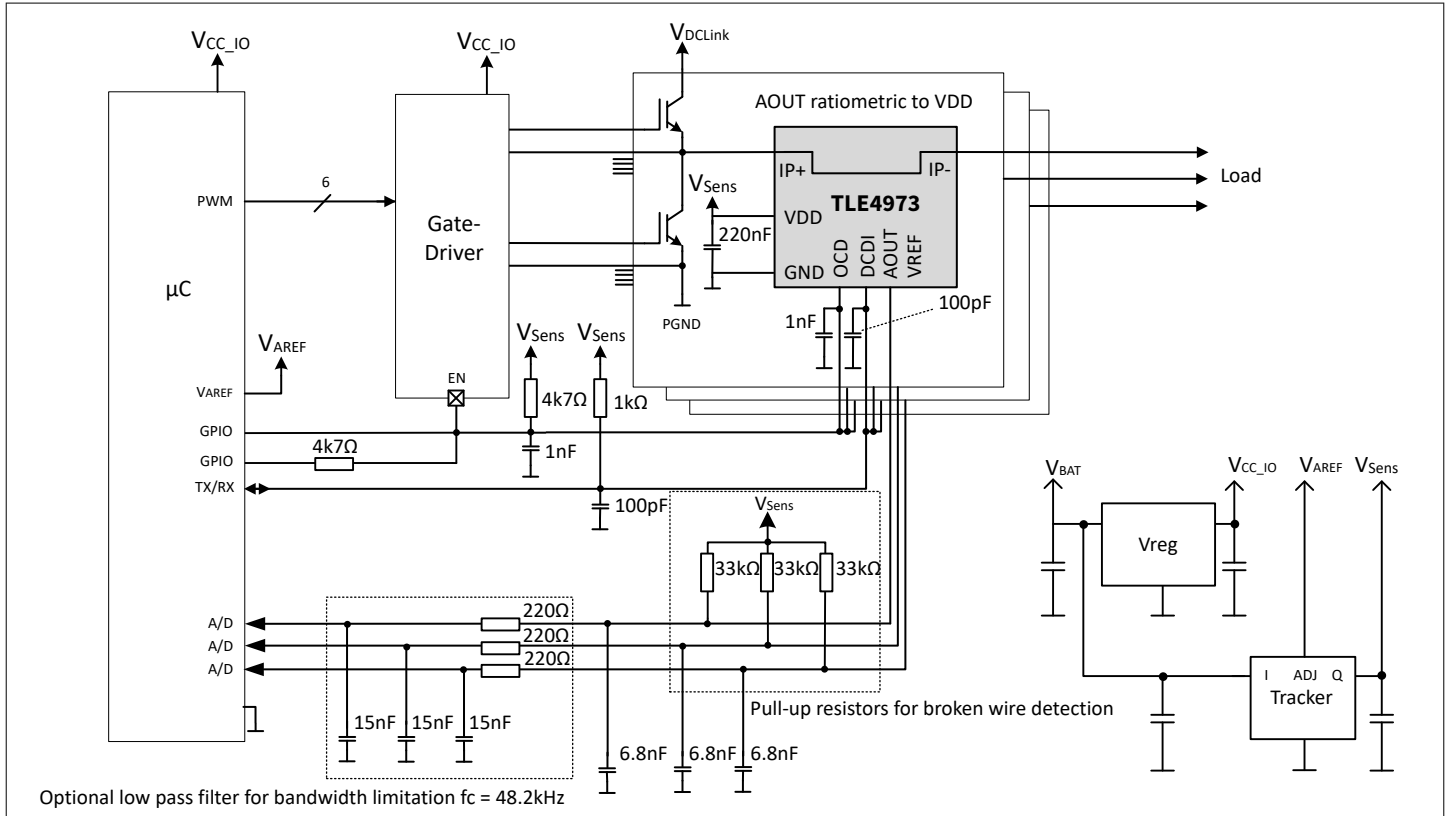 VCC_IO
VCC_IO
VDCLink
AOUT ratiometric to VDD
IP+
IP-
TLE4973
VSens
VDD
220nF
GND
OCD
DCDI
AOUT
VREF
Load
6
PWM
Gate-
Driver
µC
1nF
100pF
PGND
VSens
VSens
VAREF
EN
VAREF
4k7Ω
1kΩ
GPIO
4k7Ω
GPIO
1nF
TX/RX
100pF
VSens
33kΩ
33kΩ
33kΩ
VBAT
VCC_IO
VAREF
VSens
Vreg
220Ω
A/D
220Ω
A/D
220Ω
A/D
I
ADJ
Q
Tracker
Pull-up resistors for broken wire detection
15nF
15nF
15nF
6.8nF
6.8nF
6.8nF
Optional low pass filter for bandwidth limitation fc = 48.2kHz